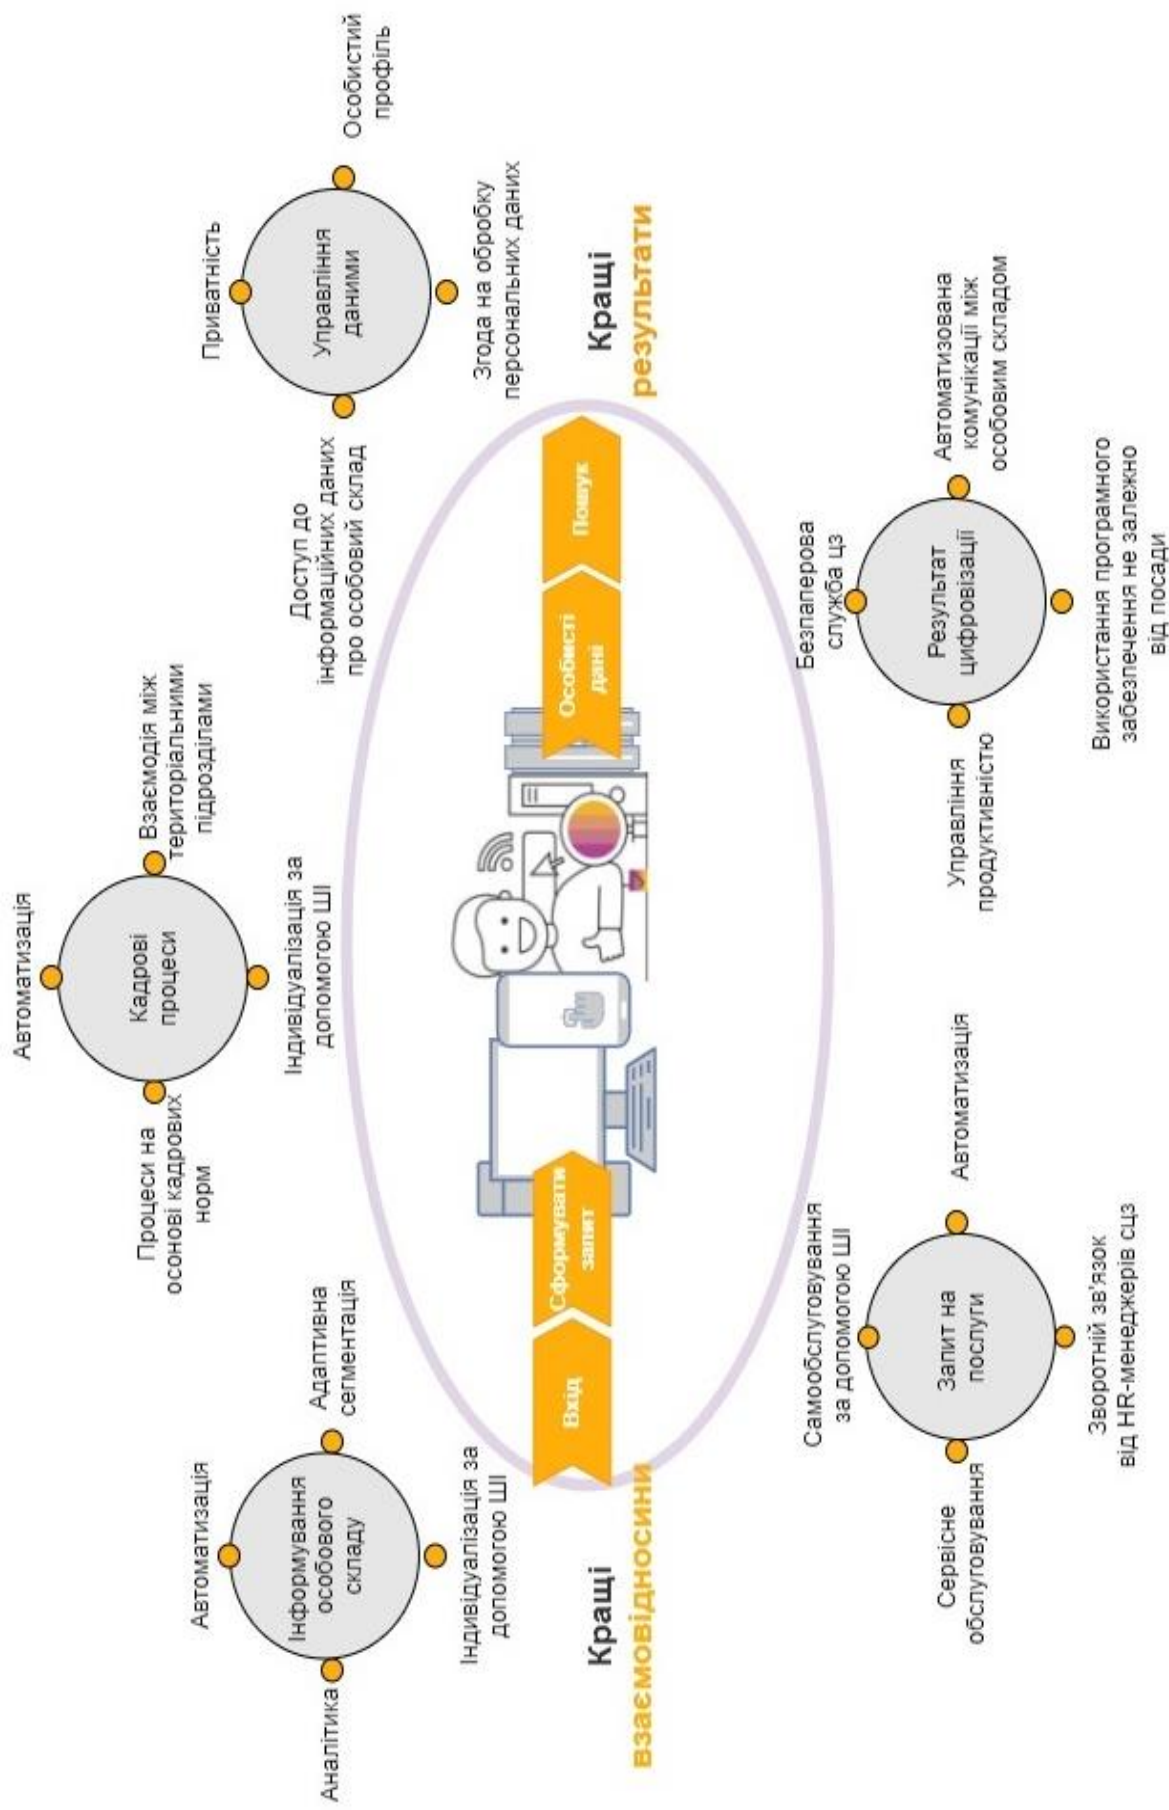 Автоматизація
Процеси на
осонові кадрових
норм
Кадрові
процеси
Взаємодія між
територіальними
підрозділами
Індивідуалізація за
допомогою ШІ
Автоматизація
Аналітика
Інформування
особового
складу
Адаптивна
сегментація
Індивідуалізація за
допомогою ШІ
Приватність
Доступ до
інформаційних даних
про особовий склад
Управління
даними
Особистий
профіль
Згода на обробку
персональних даних
Кращі
взаємовідносини
Вхід
Сформувати
запит
Особисті
дані
Пошук
Кращі
результати
Самообслуговування
за допомогою ШІ
Сервісне
обслуговування
Запит на
послуги
Автоматизація
Зворотній зв'язок
від HR-менеджерів сцз
Безпаперова
служба цз
Управління
продуктивністю
Результат
цифровізації
Автоматизована
комунікації між
особовим складом
Використання програмного
забезпечення не залежно
від посади